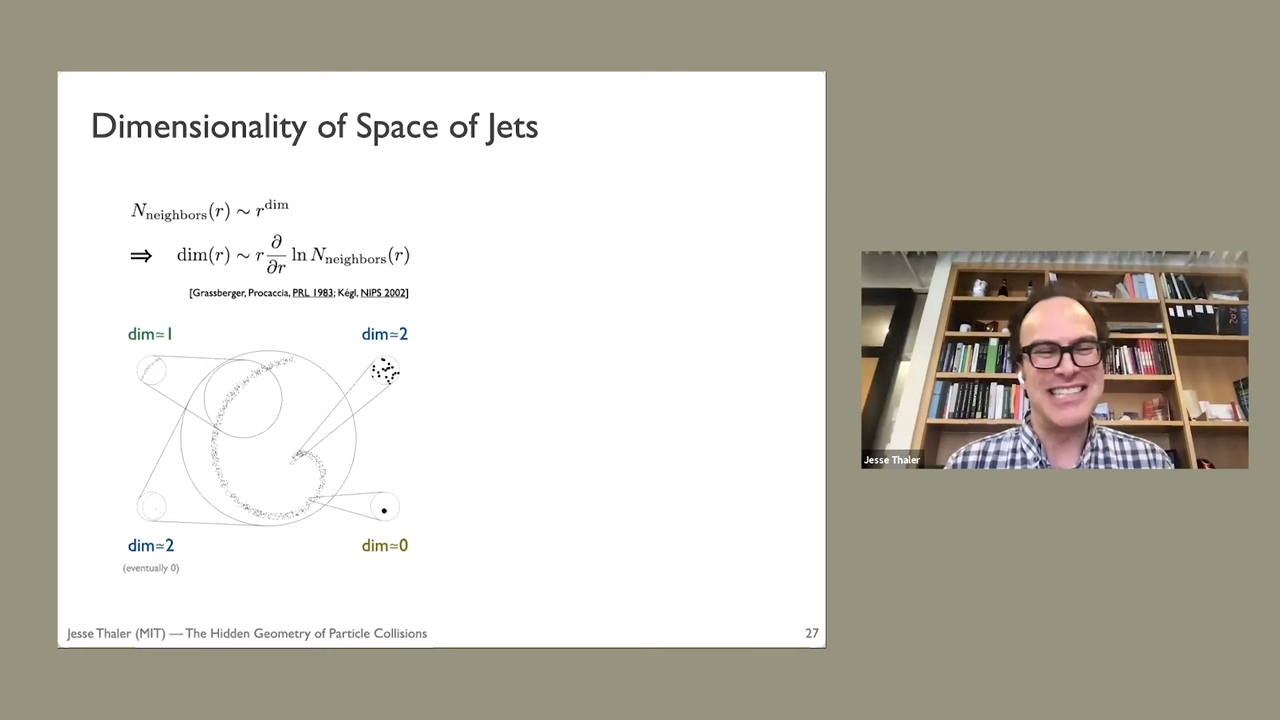 Dimensionality of Space of Jets
N_neighbors(r) ∼ r^dim
⇒ dim(r) ∼ r ∂/∂r ln N_neighbors(r)
[Grassberger, Procaccia, PRL 1983; Kégl, NIPS 2002]
dim≃1
dim≃2
dim≃2
dim≃0
(eventually 0)
Jesse Thaler (MIT) — The Hidden Geometry of Particle Collisions
27
Jesse Thaler